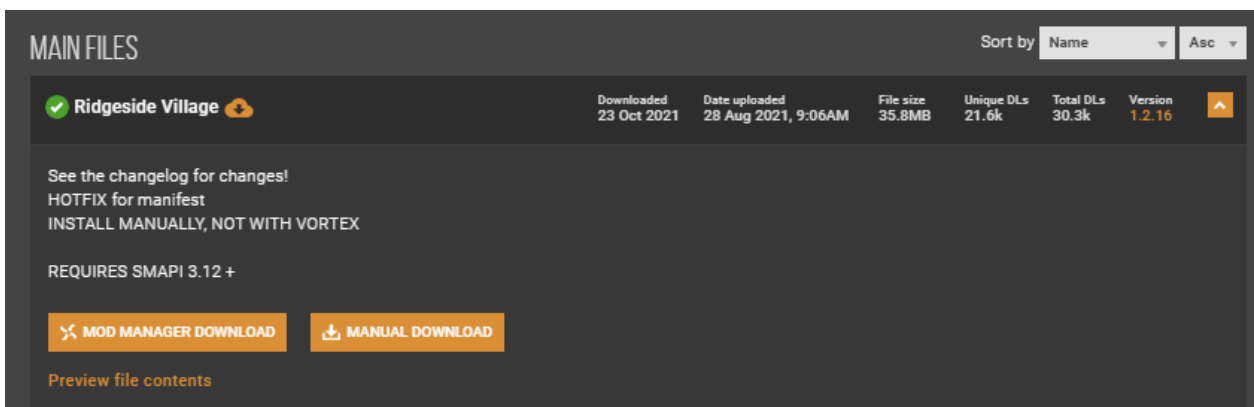 MAIN FILES
Sort by Name Asc
Ridgeside Village
Downloaded Date uploaded File size Unique DLs Total DLs Version
23 Oct 2021 28 Aug 2021, 9:06AM 35.8MB 21.6k 30.3k 1.2.16
See the changelog for changes!
HOTFIX for manifest
INSTALL MANUALLY, NOT WITH VORTEX
REQUIRES SMAPI 3.12 +
MOD MANAGER DOWNLOAD MANUAL DOWNLOAD
Preview file contents